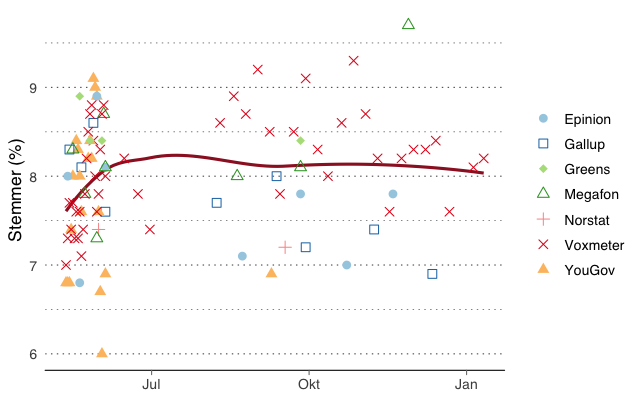 Stemmer (%)
9
8
7
6
Jul
Okt
Jan
Epinion
Gallup
Greens
Megafon
Norstat
Voxmeter
YouGov